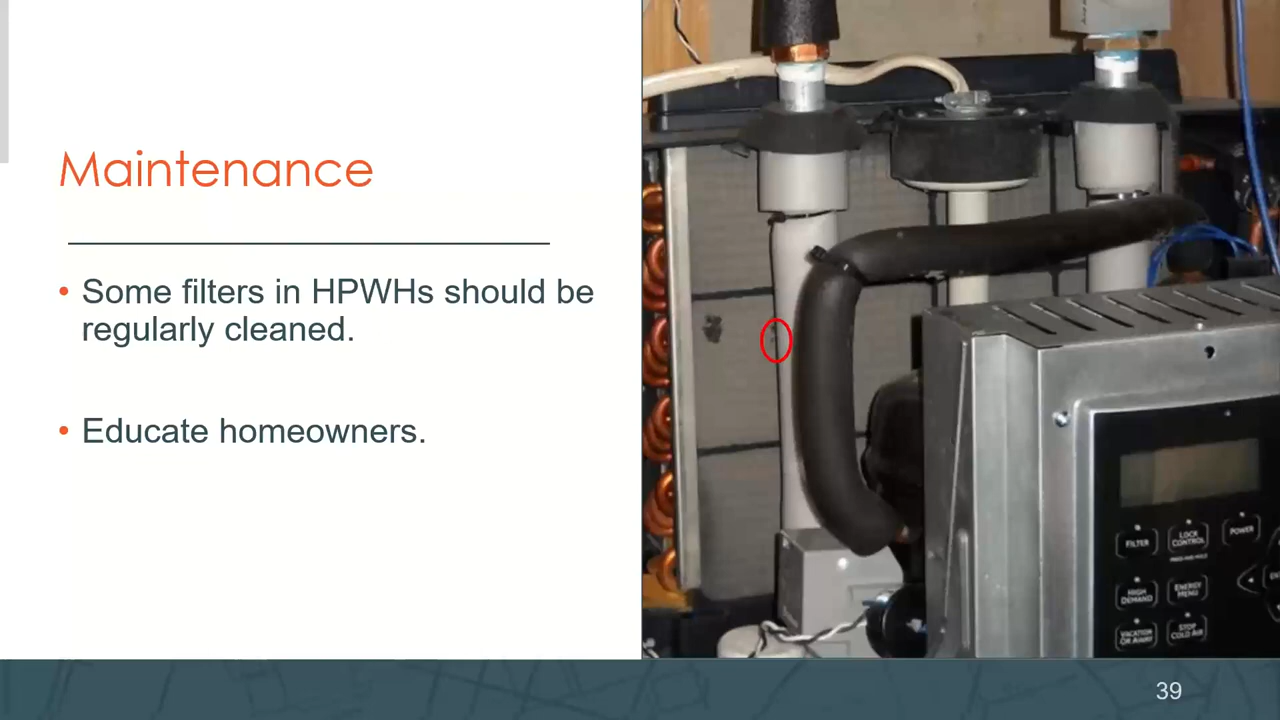 Maintenance
• Some filters in HPWHs should be
regularly cleaned.
• Educate homeowners.
FILTER
LOCK
CONTROL
POWER
HIGH
DEMAND
ENERGY
MENU
VACATION
OR AWAY
STOP
COLD AIR
39